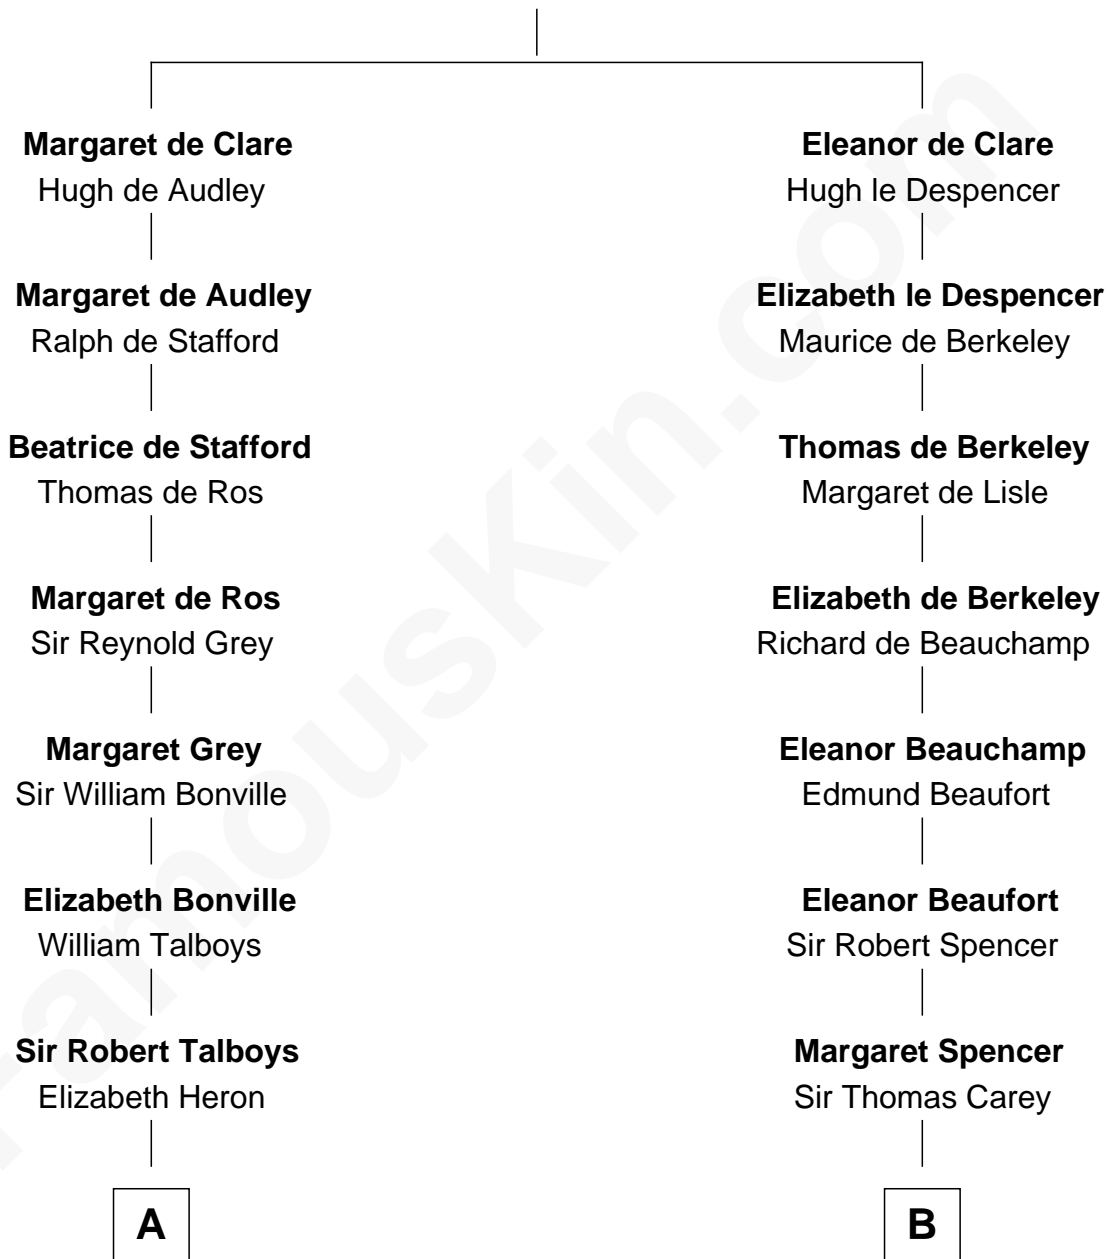 Margaret de Clare
Hugh de Audley
Margaret de Audley
Ralph de Stafford
Beatrice de Stafford
Thomas de Ros
Margaret de Ros
Sir Reynold Grey
Margaret Grey
Sir William Bonville
Elizabeth Bonville
William Talboys
Sir Robert Talboys
Elizabeth Heron
A
Eleanor de Clare
Hugh le Despencer
Elizabeth le Despencer
Maurice de Berkeley
Thomas de Berkeley
Margaret de Lisle
Elizabeth de Berkeley
Richard de Beauchamp
Eleanor Beauchamp
Edmund Beaufort
Eleanor Beaufort
Sir Robert Spencer
Margaret Spencer
Sir Thomas Carey
B
FamousKin.com